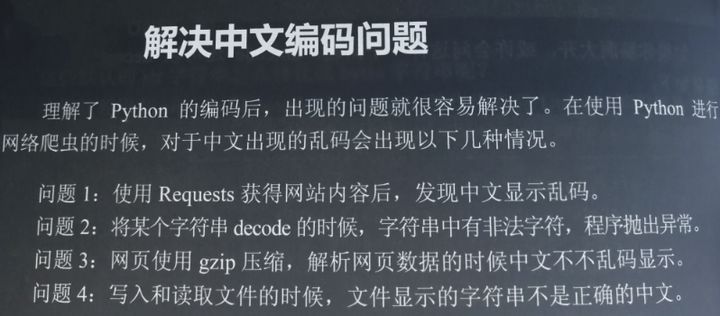 解决中文编码问题
理解了 Python 的编码后，出现的问题就很容易解决了。在使用 Python 进行
网络爬虫的时候，对于中文出现的乱码会出现以下几种情况。
问题 1：使用 Requests 获得网站内容后，发现中文显示乱码。
问题 2：将某个字符串 decode 的时候，字符串中有非法字符，程序抛出异常。
问题 3：网页使用 gzip 压缩，解析网页数据的时候中文不不乱码显示。
问题 4：写入和读取文件的时候，文件显示的字符串不是正确的中文。